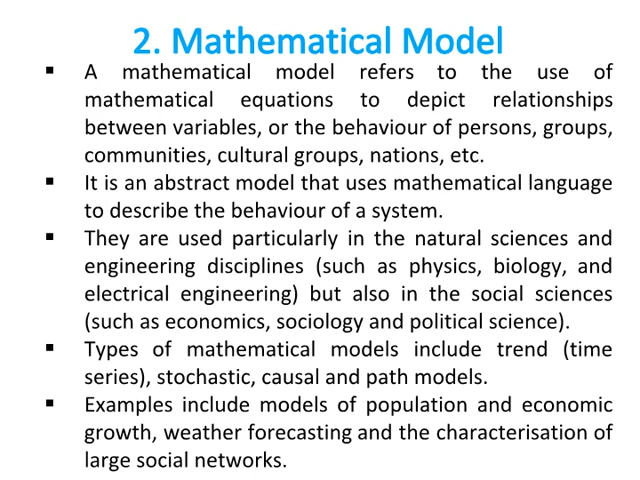 2. Mathematical Model
▪ A mathematical model refers to the use of
mathematical equations to depict relationships
between variables, or the behaviour of persons, groups,
communities, cultural groups, nations, etc.
▪ It is an abstract model that uses mathematical language
to describe the behaviour of a system.
▪ They are used particularly in the natural sciences and
engineering disciplines (such as physics, biology, and
electrical engineering) but also in the social sciences
(such as economics, sociology and political science).
▪ Types of mathematical models include trend (time
series), stochastic, causal and path models.
▪ Examples include models of population and economic
growth, weather forecasting and the characterisation of
large social networks.